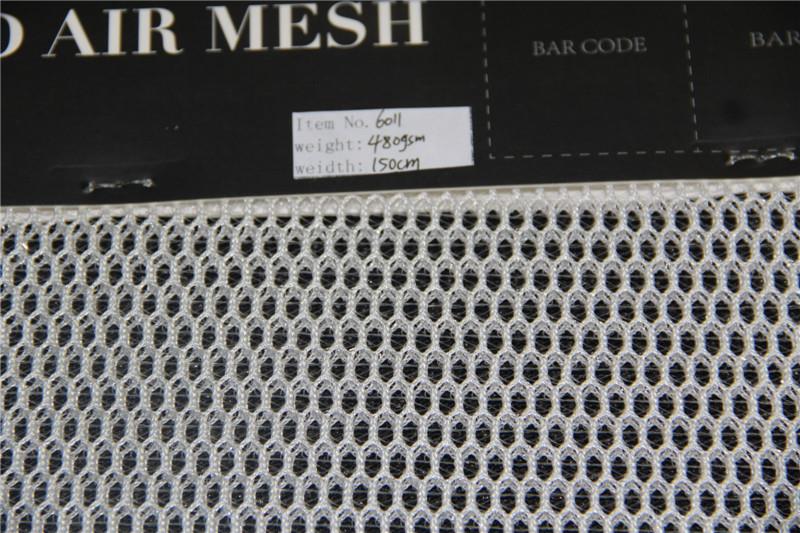 D AIR MESH
BAR CODE
BAR
Item No. 6011
weight: 480gsm
weidth: 150cm